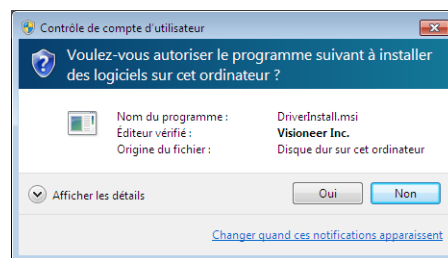 Contrôle de compte d'utilisateur
Voulez-vous autoriser le programme suivant à installer
des logiciels sur cet ordinateur ?
Nom du programme : DriverInstall.msi
Éditeur vérifié : Visioneer Inc.
Origine du fichier : Disque dur sur cet ordinateur
Afficher les détails Oui Non
Changer quand ces notifications apparaissent